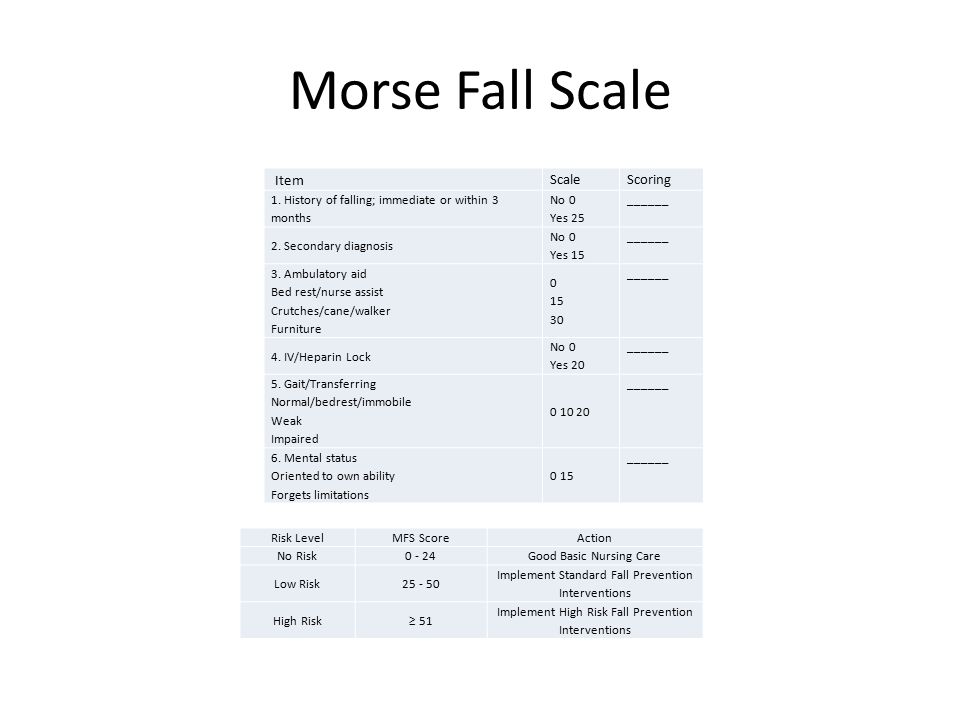 Morse Fall Scale
Item Scale Scoring
1. History of falling; immediate or within 3
months
No 0
Yes 25
______
2. Secondary diagnosis
No 0
Yes 15
______
3. Ambulatory aid
Bed rest/nurse assist
Crutches/cane/walker
Furniture
0
15
30
______
4. IV/Heparin Lock
No 0
Yes 20
______
5. Gait/Transferring
Normal/bedrest/immobile
Weak
Impaired
0 10 20
______
6. Mental status
Oriented to own ability
Forgets limitations
0 15
______
Risk Level MFS Score Action
No Risk 0 - 24 Good Basic Nursing Care
Low Risk 25 - 50 Implement Standard Fall Prevention
Interventions
High Risk ≥ 51 Implement High Risk Fall Prevention
Interventions